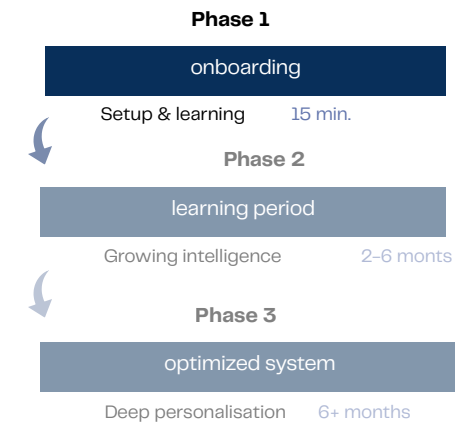 Phase 1
onboarding
Setup & learning 15 min.
Phase 2
learning period
Growing intelligence 2-6 monts
Phase 3
optimized system
Deep personalisation 6+ months